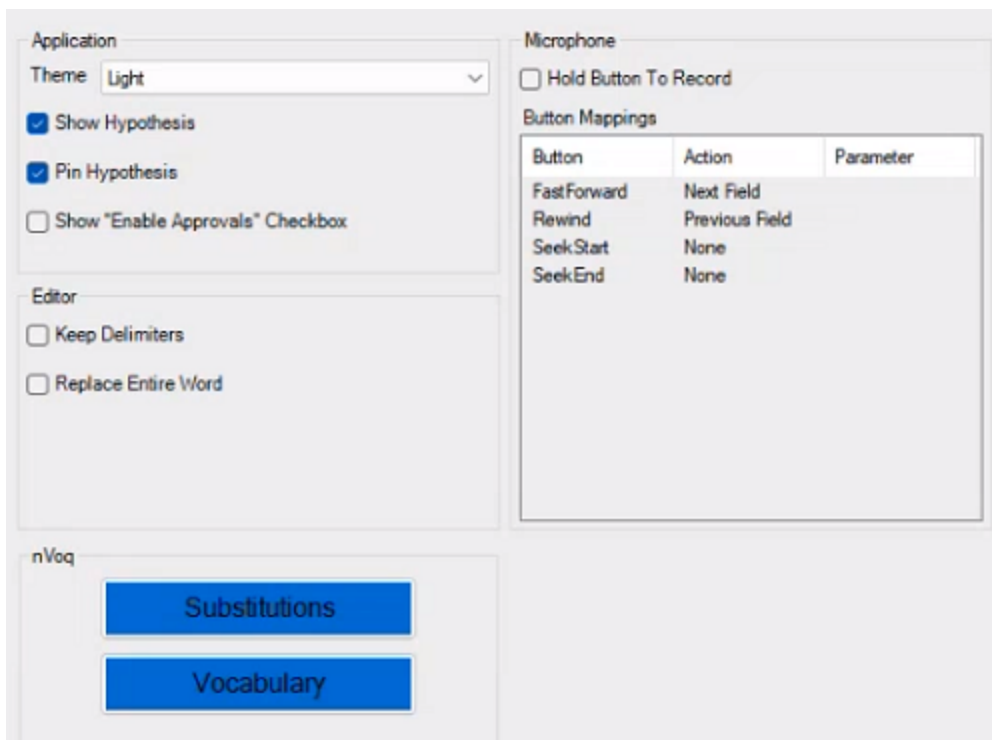 Application
Theme Light
Show Hypothesis
Pin Hypothesis
Show "Enable Approvals" Checkbox
Editor
Keep Delimiters
Replace Entire Word
nVoq
Substitutions
Vocabulary
Microphone
Hold Button To Record
Button Mappings
Button Action Parameter
FastForward Next Field
Rewind Previous Field
SeekStart None
SeekEnd None